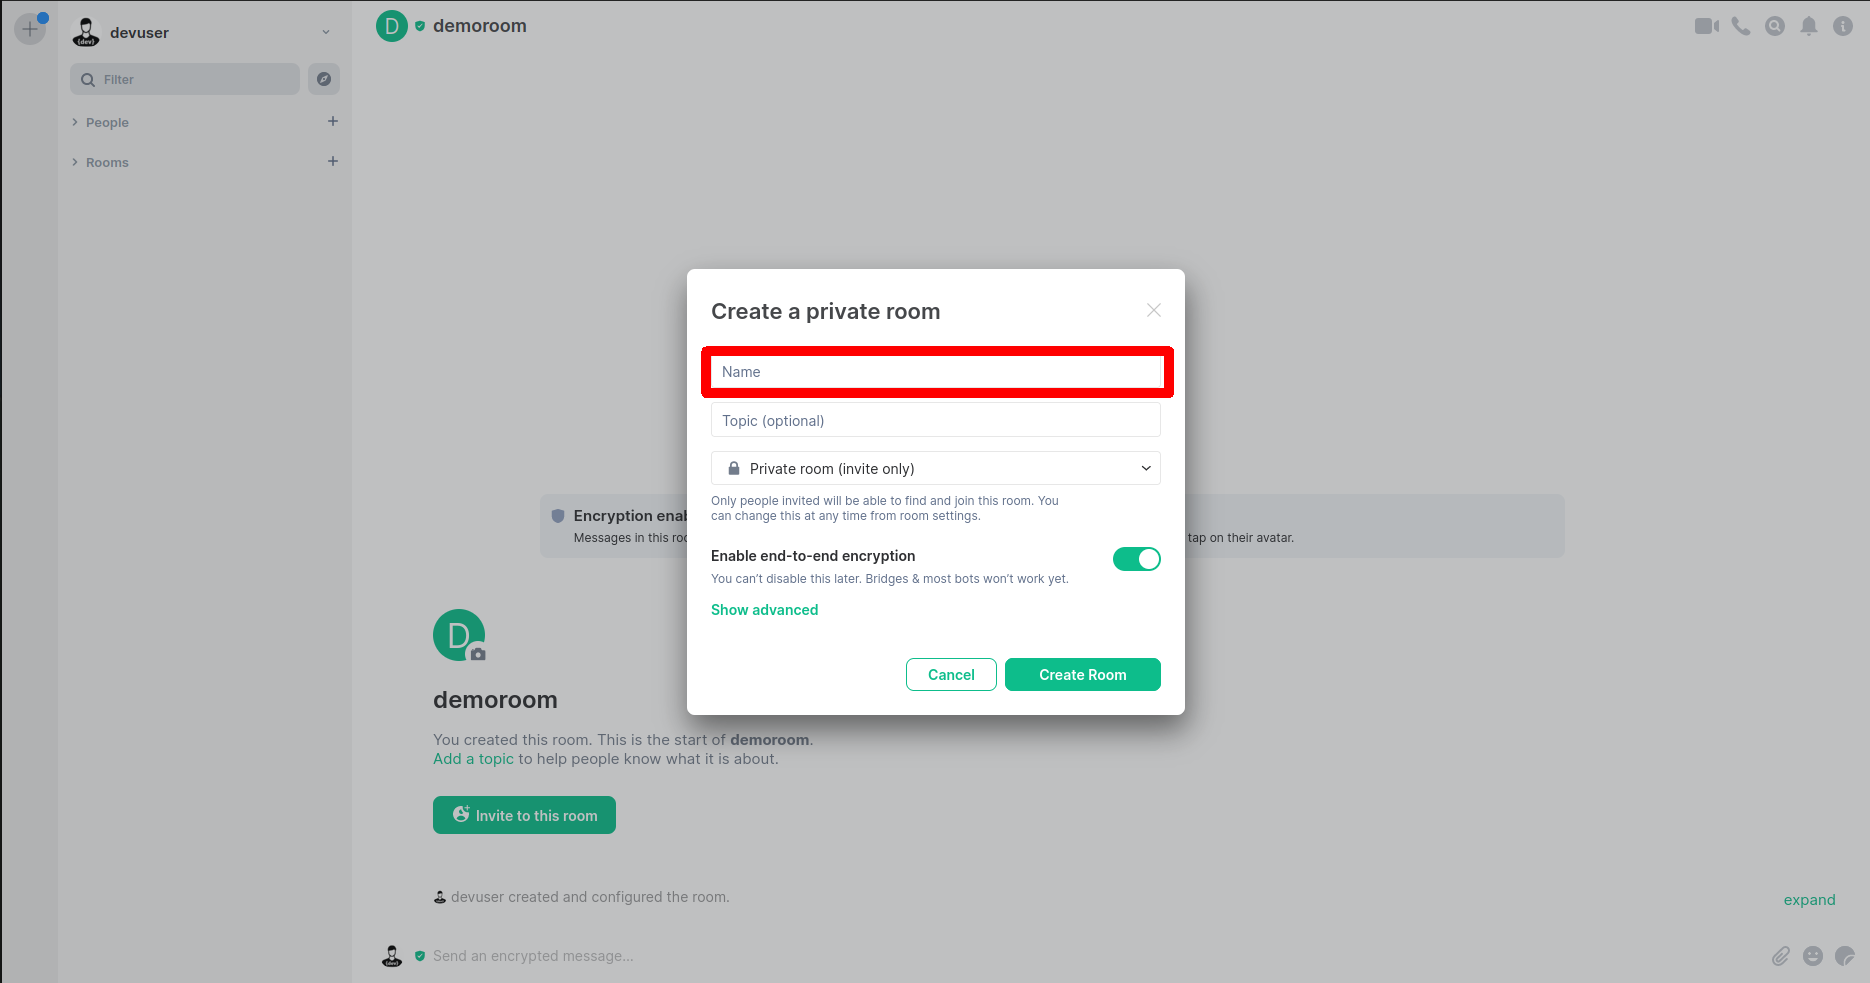 devuser
Filter
People
Rooms
D
demoroom
Create a private room
Name
Topic (optional)
Private room (invite only)
Only people invited will be able to find and join this room. You
can change this at any time from room settings.
Enable end-to-end encryption
You can’t disable this later. Bridges & most bots won’t work yet.
Show advanced
Cancel
Create Room
Encryption enab
Messages in this roo
tap on their avatar.
D
demoroom
You created this room. This is the start of demoroom.
Add a topic to help people know what it is about.
Invite to this room
devuser created and configured the room.
expand
Send an encrypted message...